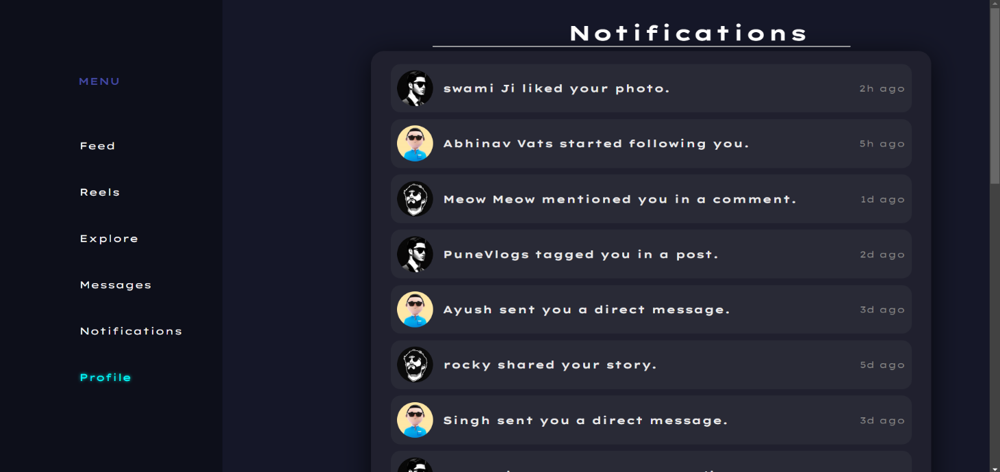 MENU
Feed
Reels
Explore
Messages
Notifications
Profile
Notifications
swami Ji liked your photo. 2h ago
Abhinav Vats started following you. 5h ago
Meow Meow mentioned you in a comment. 1d ago
PuneVlogs tagged you in a post. 2d ago
Ayush sent you a direct message. 3d ago
rocky shared your story. 5d ago
Singh sent you a direct message. 3d ago